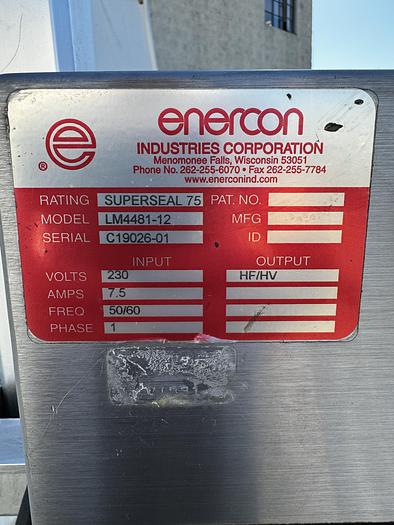 e ®
enercon
INDUSTRIES CORPORATION
Menomonee Falls, Wisconsin 53051
Phone No. 262-255-6070 • Fax 262-255-7784
www.enerconind.com
RATING SUPERSEAL 75 PAT. NO.
MODEL LM4481-12 MFG
SERIAL C19026-01 ID
INPUT OUTPUT
VOLTS 230 HF/HV
AMPS 7.5
FREQ 50/60
PHASE 1